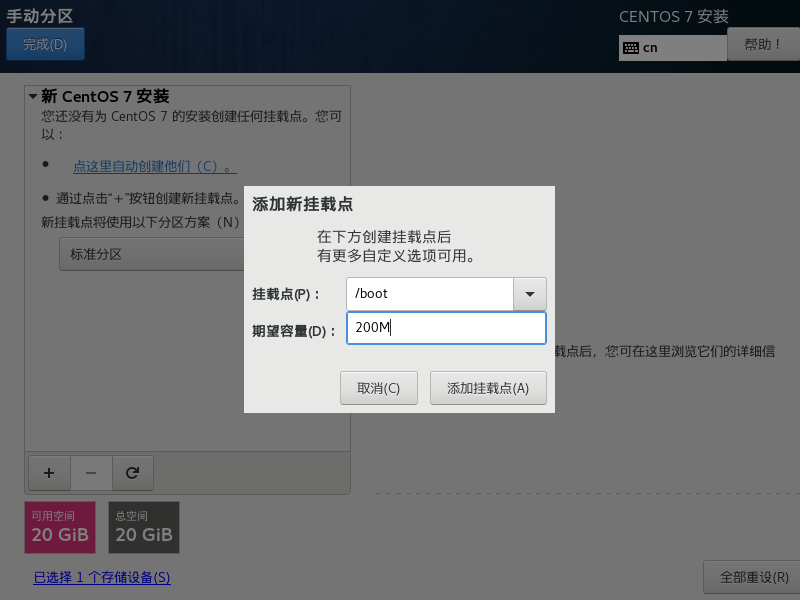 手动分区
CENTOS 7 安装
完成(D)
cn
帮助！
新 CentOS 7 安装
您还没有为 CentOS 7 的安装创建任何挂载点。您可
以：
点这里自动创建他们（C）。
通过点击“+”按钮创建新挂载点。
新挂载点将使用以下分区方案（N）
标准分区
添加新挂载点
在下方创建挂载点后
有更多自定义选项可用。
挂载点(P)：
/boot
期望容量(D)：
200M
取消(C)
添加挂载点(A)
载点后，您可在这里浏览它们的详细信
+
−
可用空间
20 GiB
总空间
20 GiB
已选择 1 个存储设备(S)
全部重设(R)